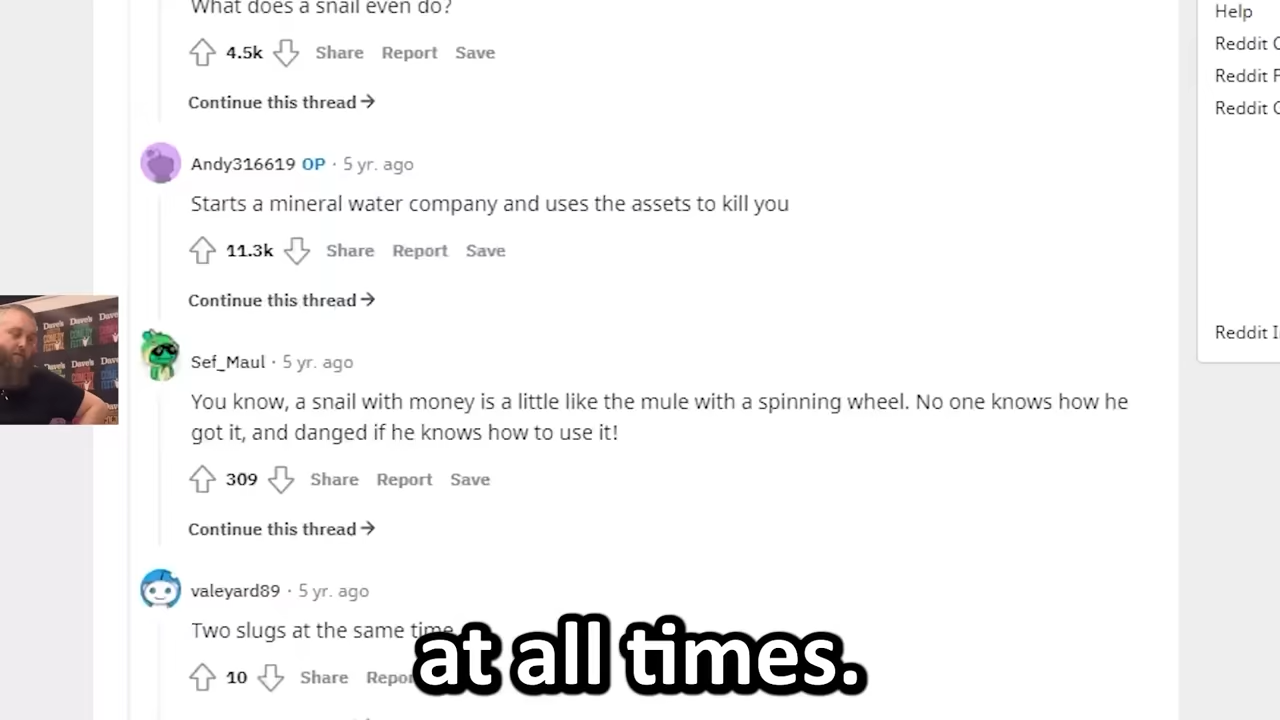 What does a snail even do?
4.5k Share Report Save
Continue this thread →
Andy316619 OP · 5 yr. ago
Starts a mineral water company and uses the assets to kill you
11.3k Share Report Save
Continue this thread →
Sef_Maul · 5 yr. ago
You know, a snail with money is a little like the mule with a spinning wheel. No one knows how he
got it, and danged if he knows how to use it!
309 Share Report Save
Continue this thread →
valeyard89 · 5 yr. ago
Two slugs at the same time
10 Share
at all times.
Help
Reddit
Reddit
Reddit
Reddit
Dave's
Dave's
Dave's